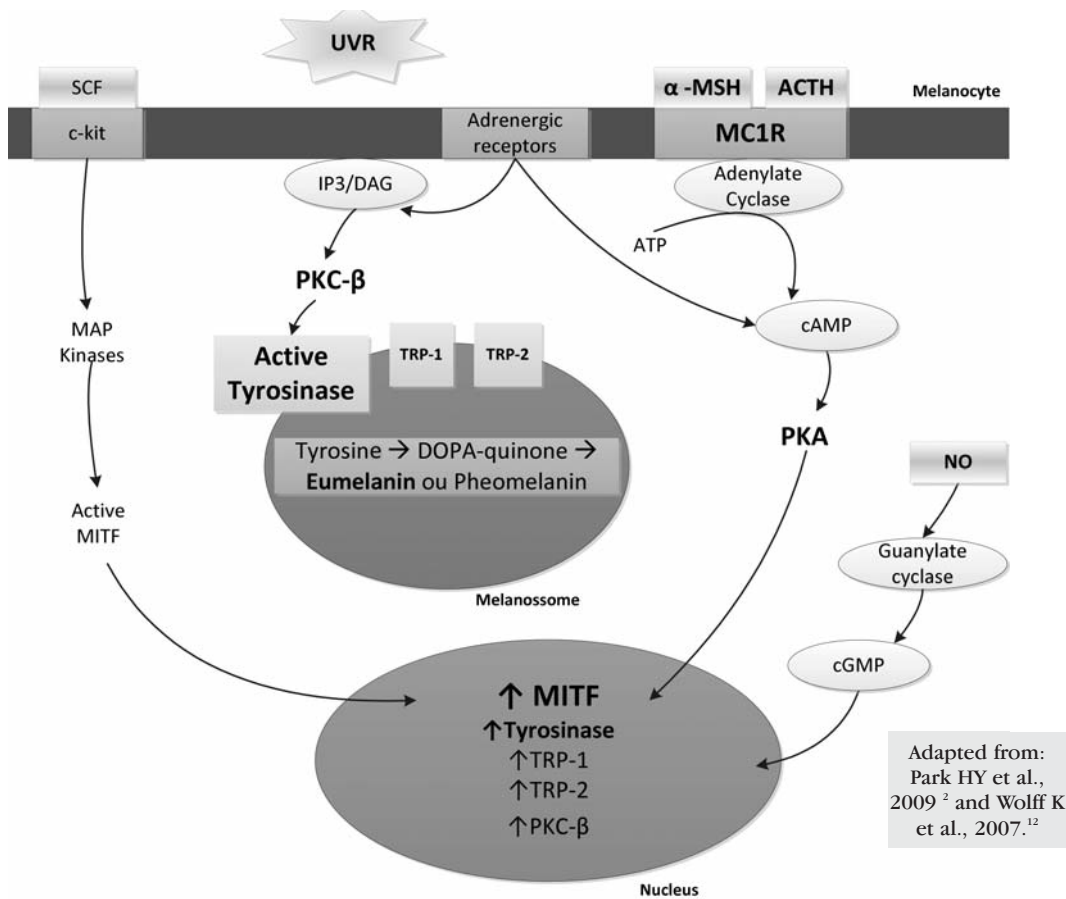 UVR
SCF
c-kit
Adrenergic
receptors
α -MSH
ACTH
MC1R
Melanocyte
IP3/DAG
Adenylate
Cyclase
ATP
PKC-β
cAMP
MAP
Kinases
Active
Tyrosinase
TRP-1
TRP-2
PKA
Tyrosine → DOPA-quinone →
Eumelanin ou Pheomelanin
NO
Active
MITF
Guanylate
cyclase
Melanossome
cGMP
↑ MITF
↑Tyrosinase
↑TRP-1
↑TRP-2
↑PKC-β
Nucleus
Adapted from:
Park HY et al.,
2009 ² and Wolff K
et al., 2007.¹²